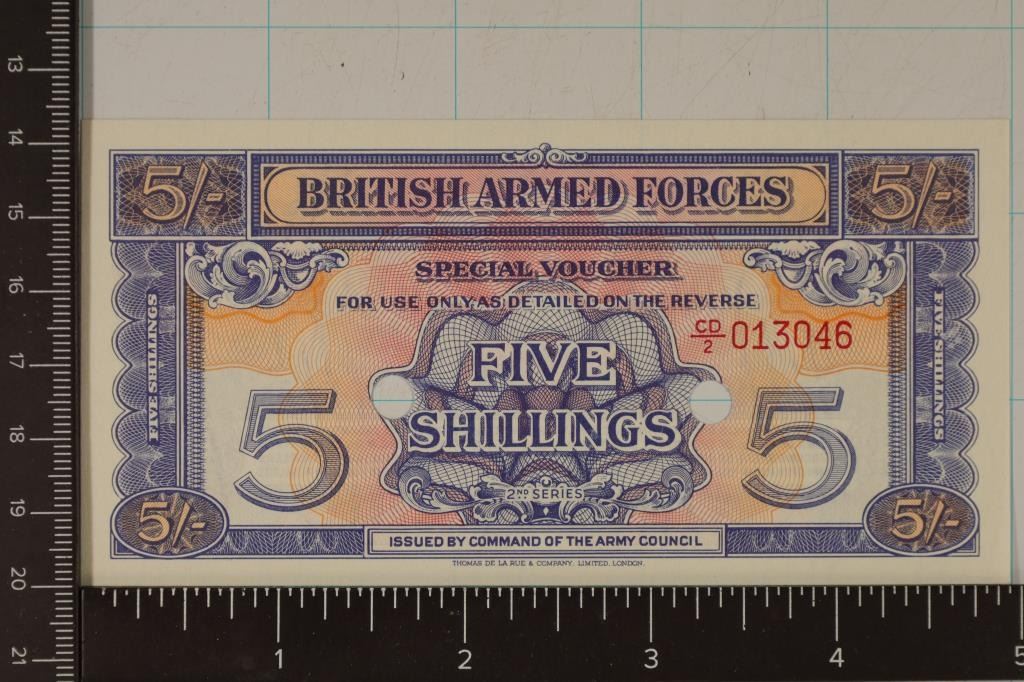 5/-
BRITISH ARMED FORCES
5/-
SPECIAL VOUCHER
FOR USE ONLY AS DETAILED ON THE REVERSE
CD/2 013046
FIVE SHILLINGS
FIVE SHILLINGS
FIVE
5
SHILLINGS
5
2ND SERIES
5/-
5/-
ISSUED BY COMMAND OF THE ARMY COUNCIL
THOMAS DE LA RUE & COMPANY, LIMITED, LONDON.
13
14
15
16
17
18
19
20
21
1 2 3 4 5